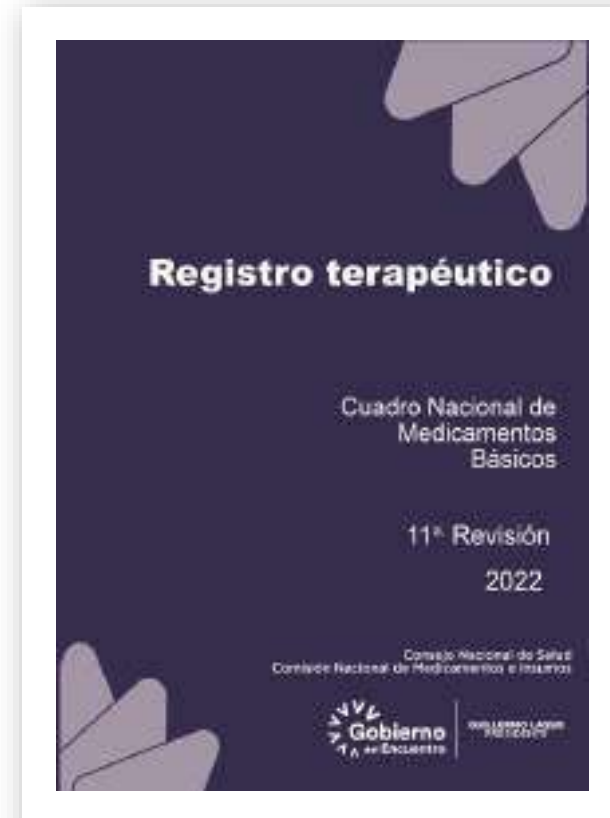 Registro terapéutico
Cuadro Nacional de
Medicamentos
Básicos
11ª. Revisión
2022
Consejo Nacional de Salud
Comisión Nacional de Medicamentos e Insumos
Gobierno
del Encuentro
GUILLERMO LASSO
PRESIDENTE